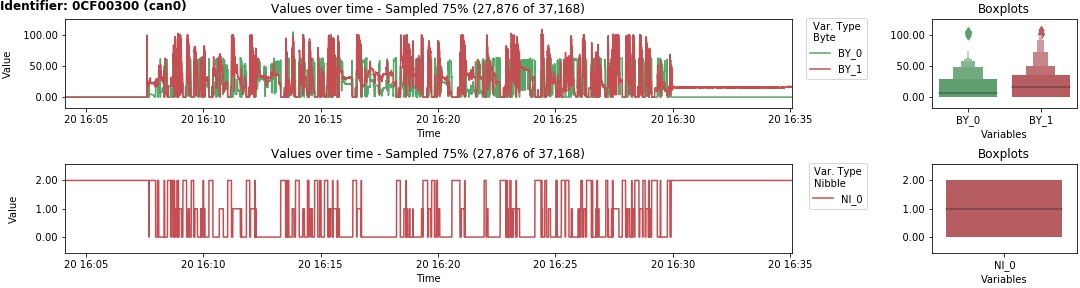 Identifier: 0CF00300 (can0)
Values over time - Sampled 75% (27,876 of 37,168)
Value
100.00
50.00
0.00
20 16:05
20 16:10
20 16:15
20 16:20
20 16:25
20 16:30
20 16:35
Time
Var. Type
Byte
BY_0
BY_1
Boxplots
100.00
50.00
0.00
BY_0
BY_1
Variables
Values over time - Sampled 75% (27,876 of 37,168)
Value
2.00
1.00
0.00
20 16:05
20 16:10
20 16:15
20 16:20
20 16:25
20 16:30
20 16:35
Time
Var. Type
Nibble
NI_0
Boxplots
2.00
1.00
0.00
NI_0
Variables